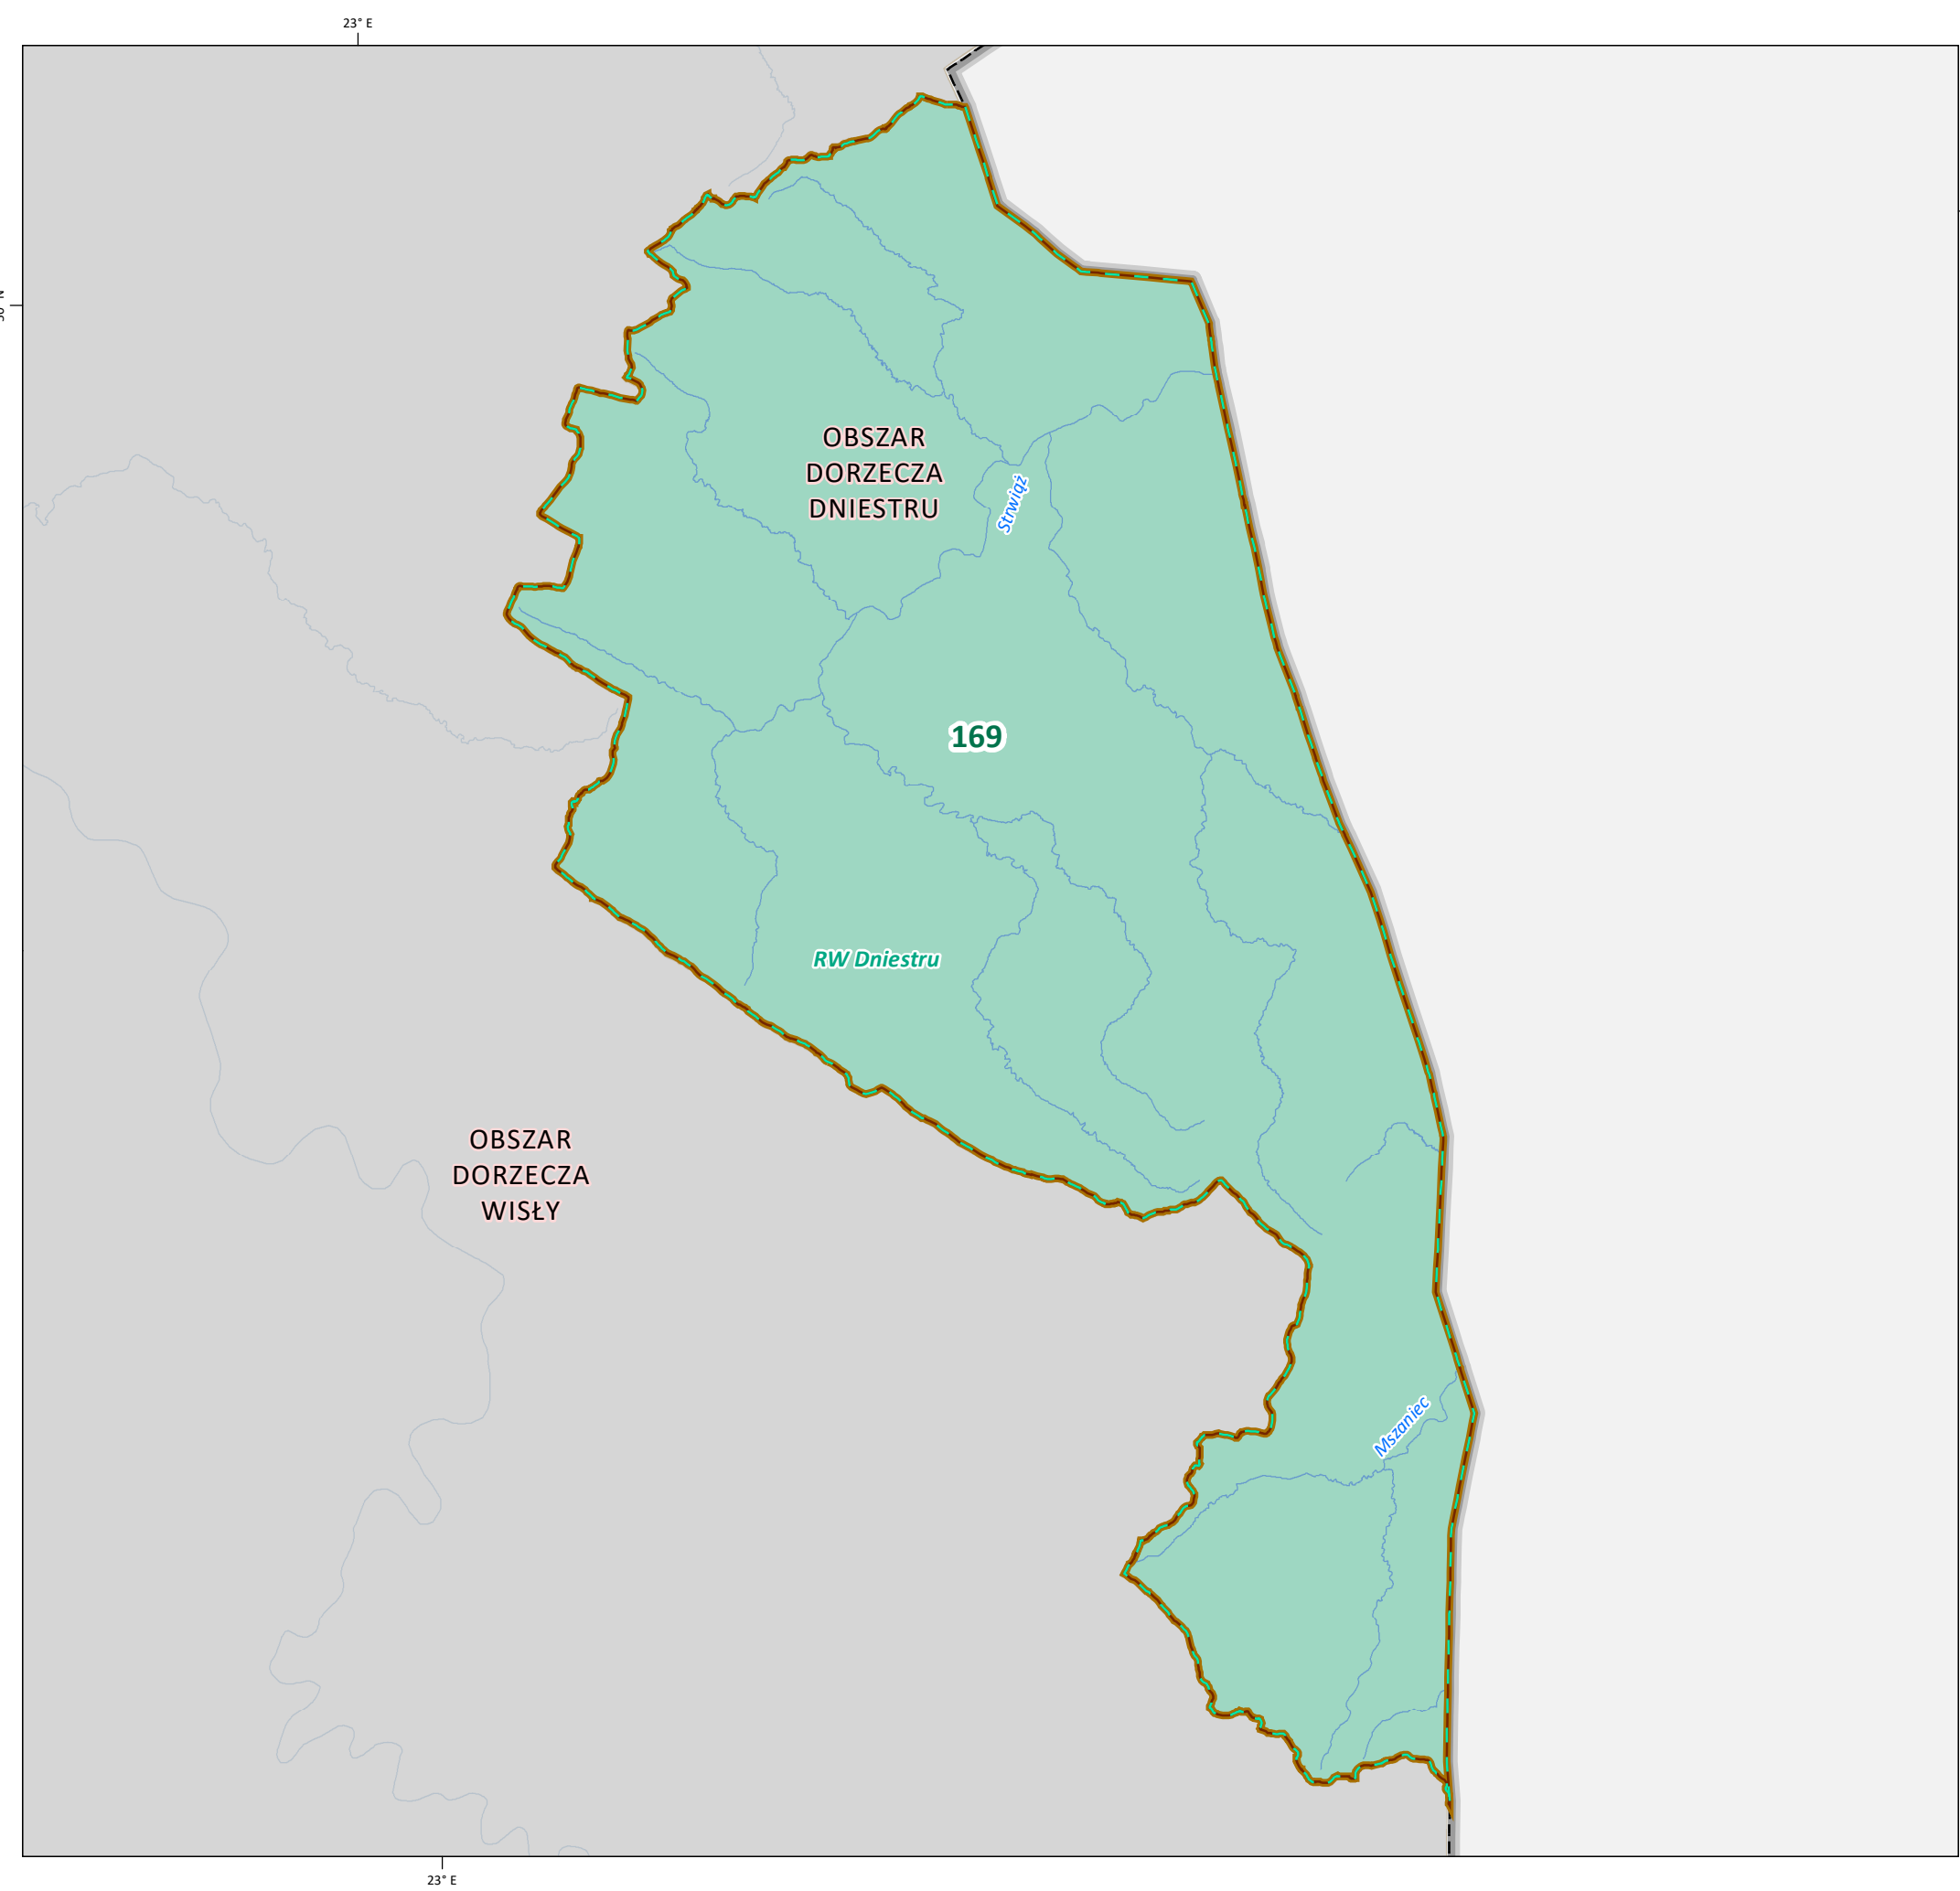 23° E
OBSZAR
DORZECZA
DNIESTRU
Strwiąż
169
RW Dniestru
OBSZAR
DORZECZA
WISŁY
Mszaniec
23° E